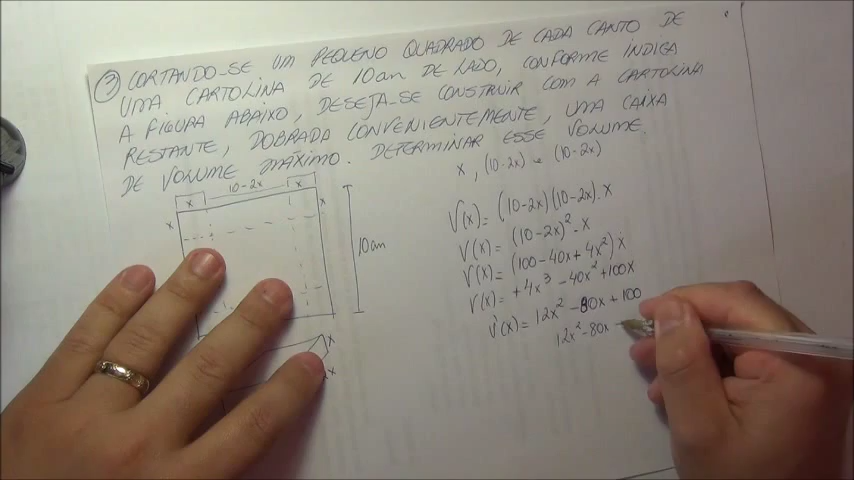 ③ CORTANDO-SE UM PEQUENO QUADRADO DE CADA CANTO DE
UMA CARTOLINA DE 10cm DE LADO, CONFORME INDICA
A FIGURA ABAIXO, DESEJA-SE CONSTRUIR COM A CARTOLINA
RESTANTE, DOBRADA CONVENIENTEMENTE, UMA CAIXA
DE VOLUME MÁXIMO. DETERMINAR ESSE VOLUME.
x, (10-2x) e (10-2x)
x 10-2x x
x x
10cm
V(x) = (10-2x)(10-2x).x
V(x) = (10-2x)².x
V(x) = (100-40x+4x²)x
V(x) = +4x³ -40x² +100x
V'(x) = 12x² -80x +100
12x² -80x
x